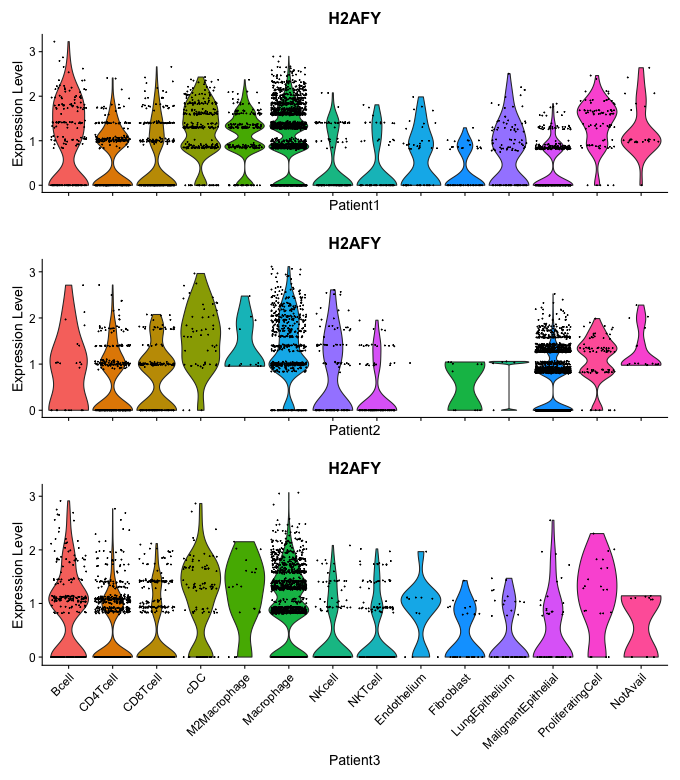 H2AFY
Expression Level
3
2
1
0
Patient1
H2AFY
Expression Level
3
2
1
0
Patient2
H2AFY
Expression Level
3
2
1
0
Bcell
CD4Tcell
CD8Tcell
cDC
M2Macrophage
Macrophage
NKcell
NKTcell
Endothelium
Fibroblast
LungEpithelium
MalignantEpithelial
ProliferatingCell
NotAvail
Patient3